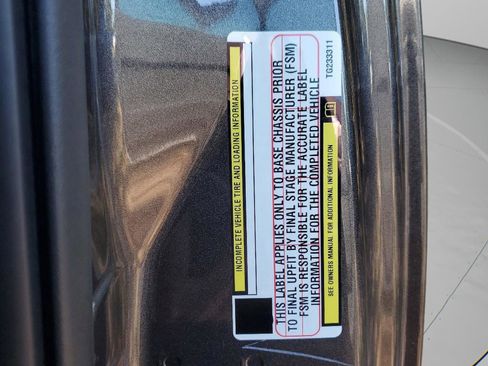 INCOMPLETE VEHICLE TIRE AND LOADING INFORMATION
THIS LABEL APPLIES ONLY TO BASE CHASSIS PRIOR
TO FINAL UPFIT BY FINAL STAGE MANUFACTURER (FSM)
FSM IS RESPONSIBLE FOR THE ACCURATE LABEL
INFORMATION FOR THE COMPLETED VEHICLE
SEE OWNERS MANUAL FOR ADDITIONAL INFORMATION
TG233311